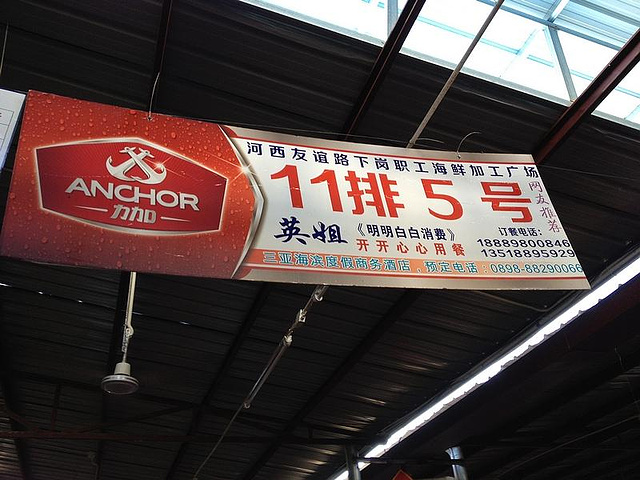 ANCHOR
力加
河西友谊路下岗职工海鲜加工广场
11排5号
网友推荐
英姐
《明明白白消费》
开开心心用餐
订餐电话:
18889800846
13518895929
三亚海滨度假商务酒店 预定电话:0898-88290066